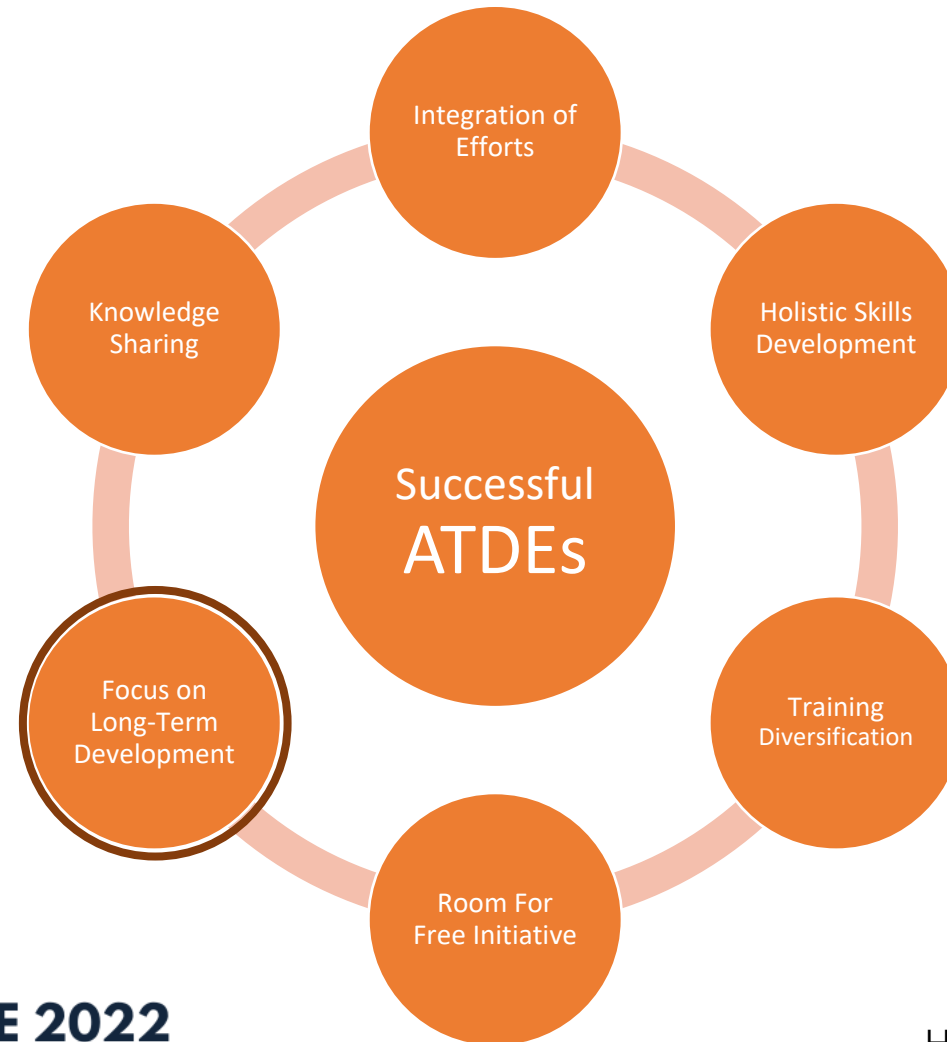 Integration of
Efforts
Knowledge
Sharing
Holistic Skills
Development
Successful
ATDEs
Focus on
Long-Term
Development
Training
Diversification
Room For
Free Initiative
E 2022